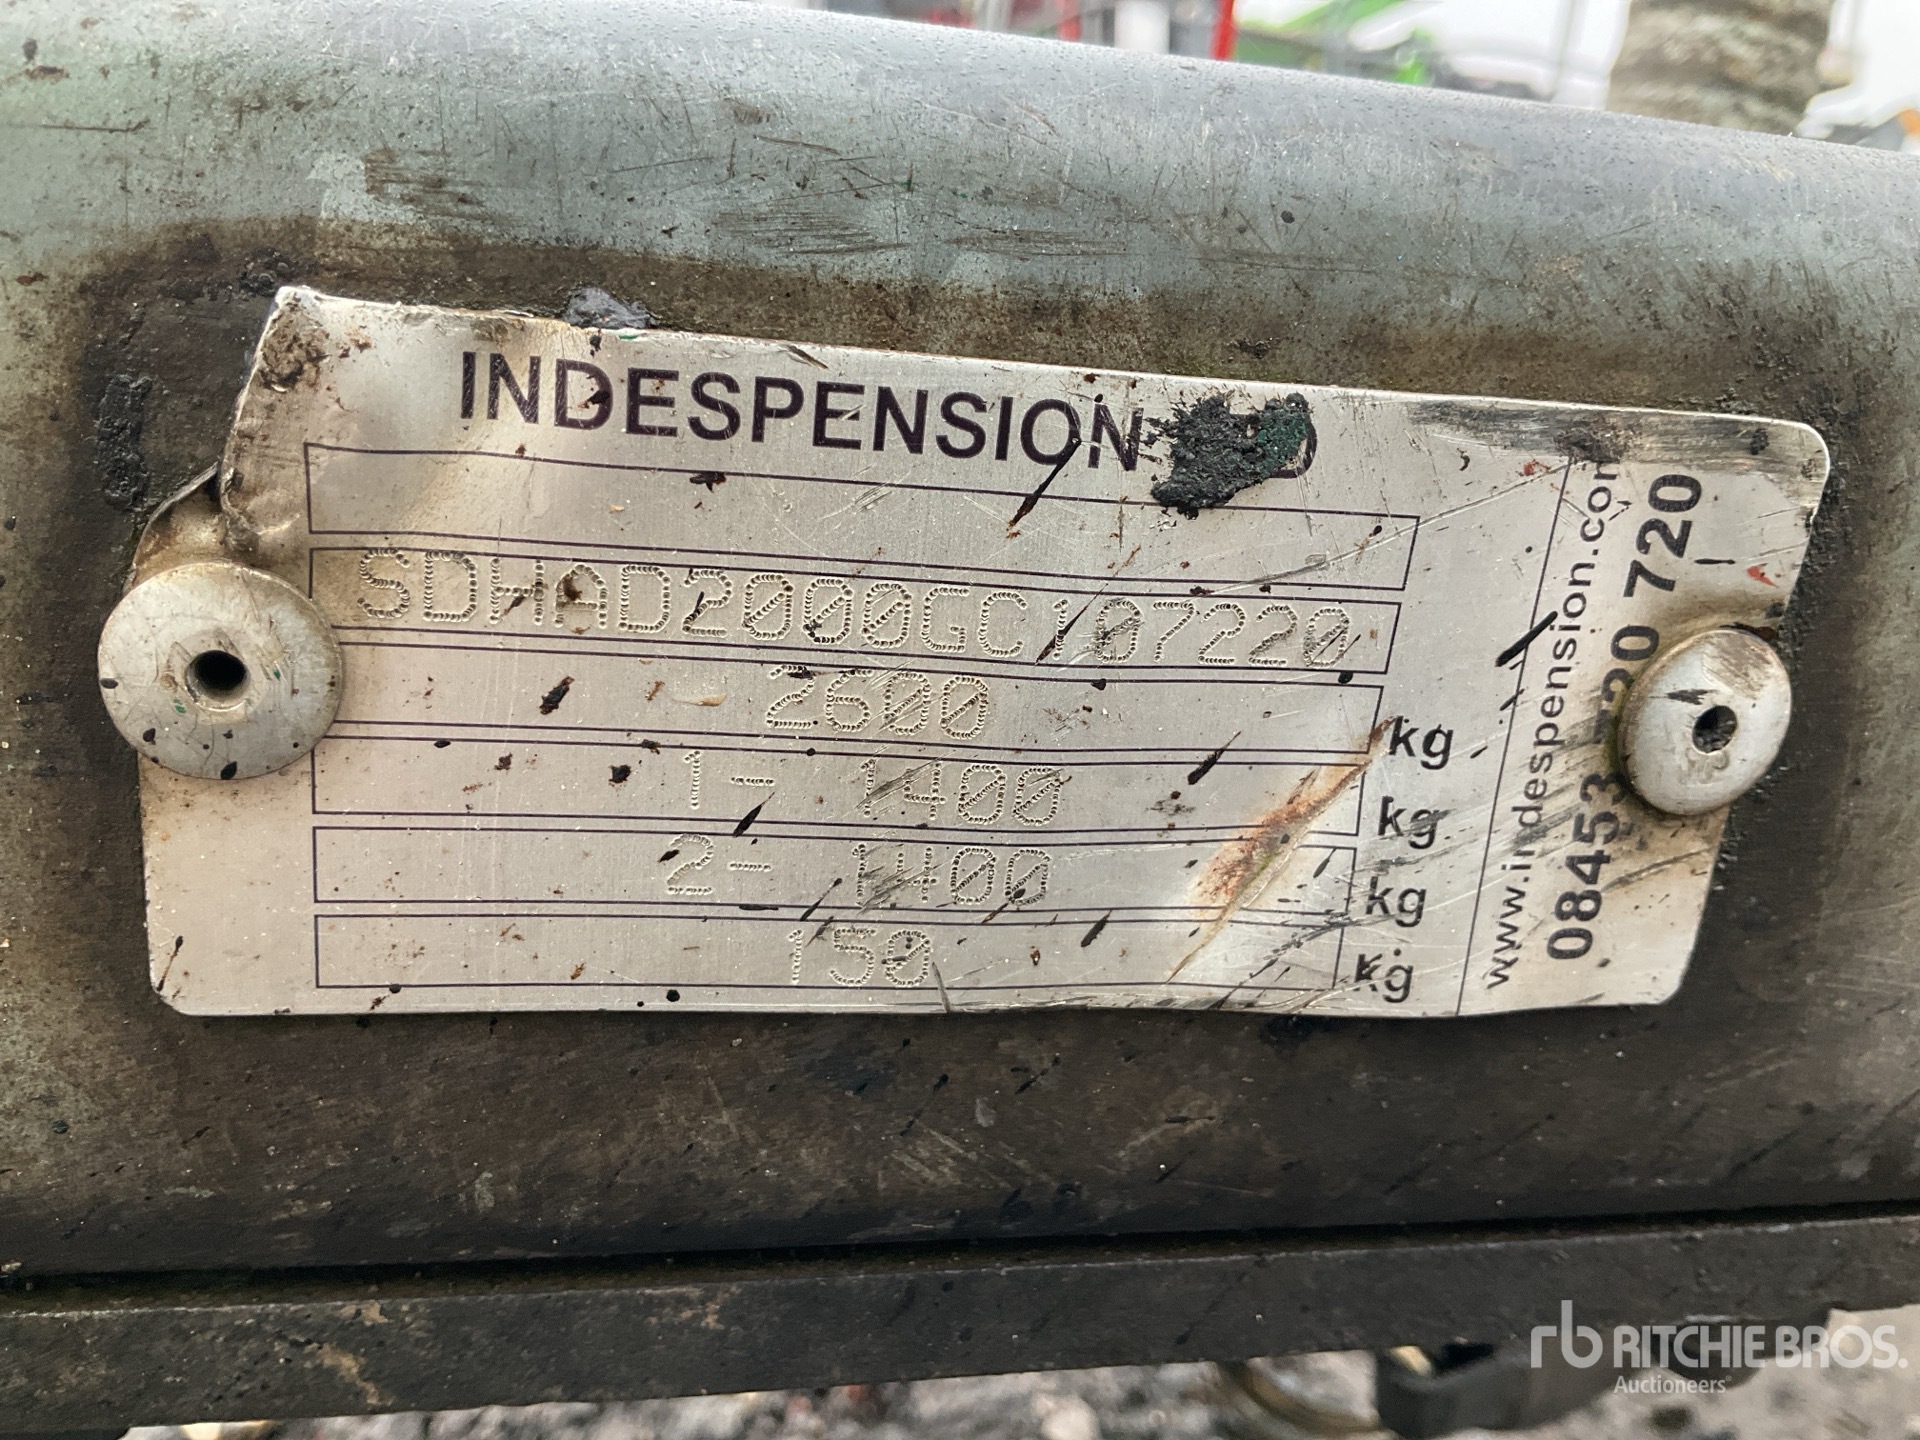 INDESPENSION
SDHAD2000GC107220
2600 kg
1- 1400 kg
2- 1400 kg
150 kg
www.indespension.com
08453 720 720
rb RITCHIE BROS.
Auctioneers